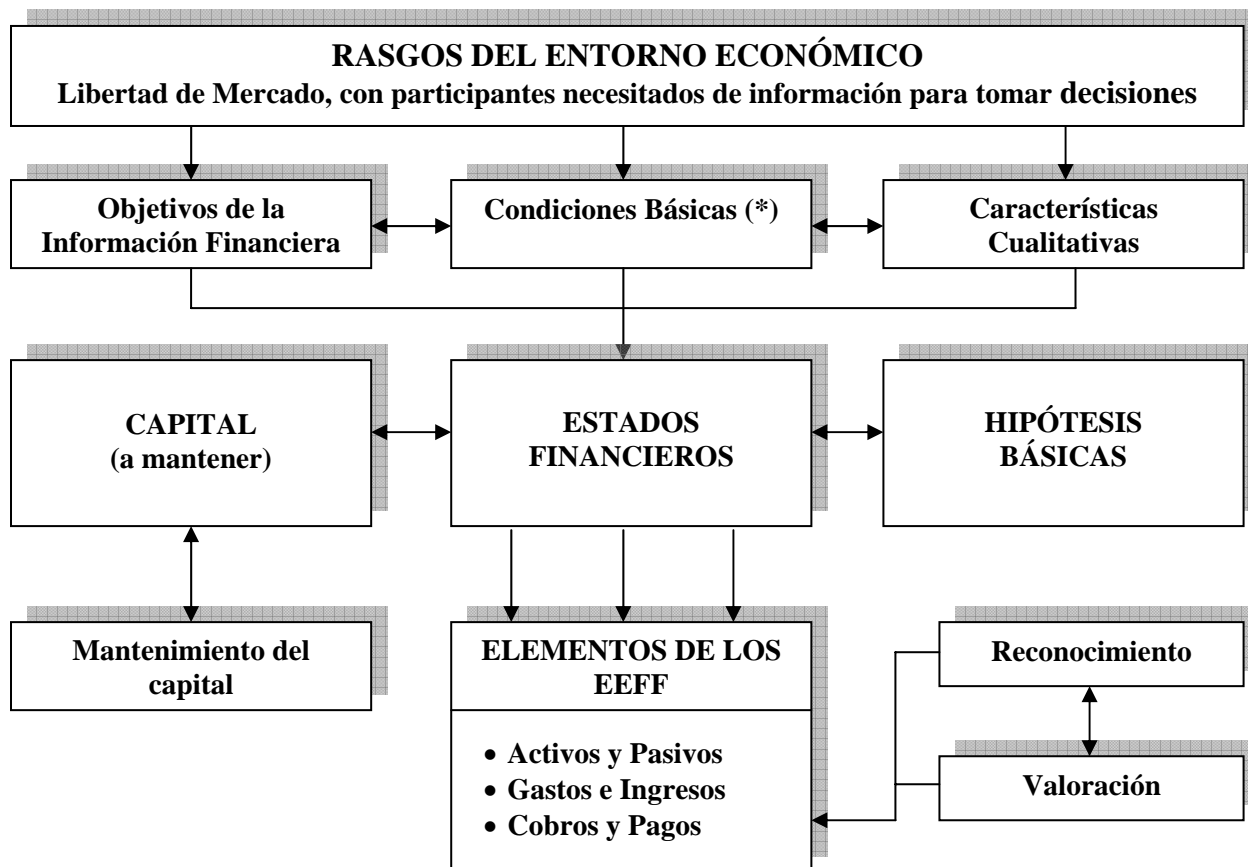 RASGOS DEL ENTORNO ECONÓMICO
Libertad de Mercado, con participantes necesitados de información para tomar decisiones
Objetivos de la
Información Financiera
Condiciones Básicas (*)
Características
Cualitativas
CAPITAL
(a mantener)
ESTADOS
FINANCIEROS
HIPÓTESIS
BÁSICAS
Mantenimiento del
capital
ELEMENTOS DE LOS
EEFF
• Activos y Pasivos
• Gastos e Ingresos
• Cobros y Pagos
Reconocimiento
Valoración